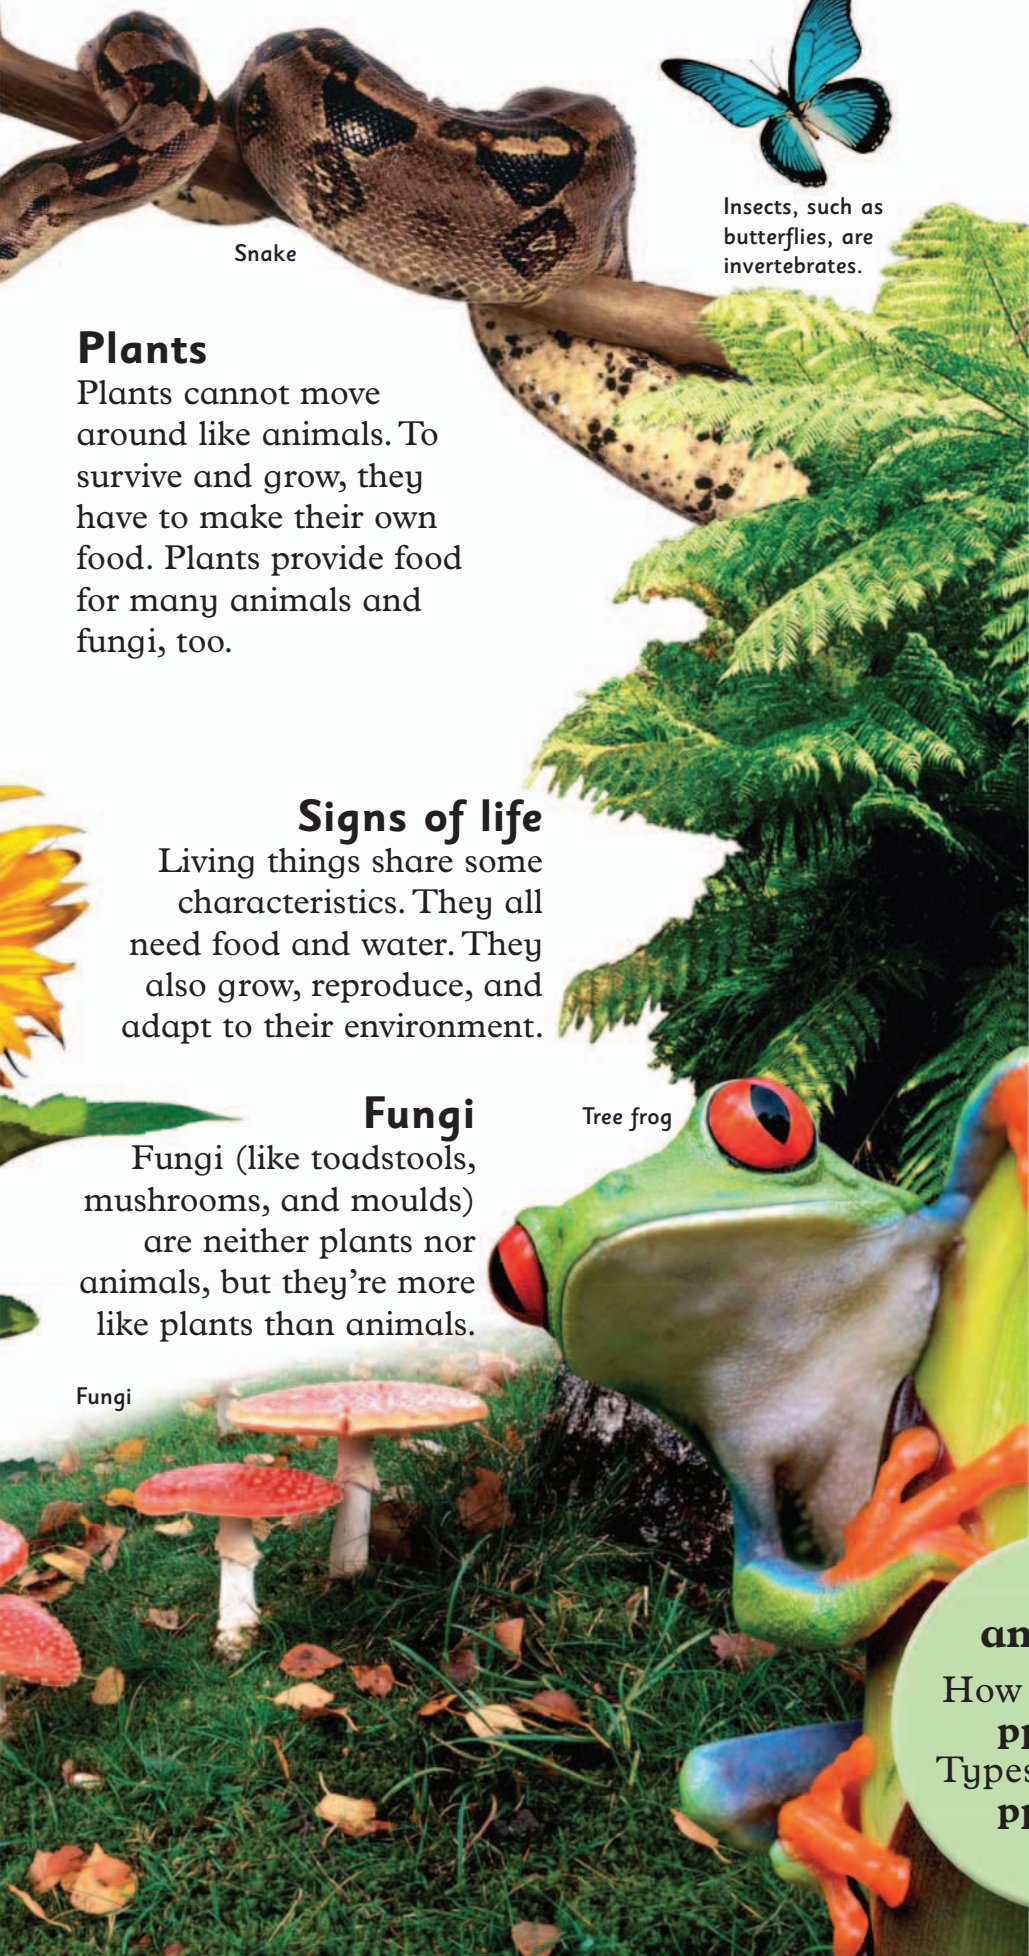 Insects, such as
butterflies, are
invertebrates.
Snake
Plants
Plants cannot move
around like animals. To
survive and grow, they
have to make their own
food. Plants provide food
for many animals and
fungi, too.
Signs of life
Living things share some
characteristics. They all
need food and water. They
also grow, reproduce, and
adapt to their environment.
Fungi
Fungi (like toadstools,
mushrooms, and moulds)
are neither plants nor
animals, but they're more
like plants than animals.
Tree frog
Fungi
How